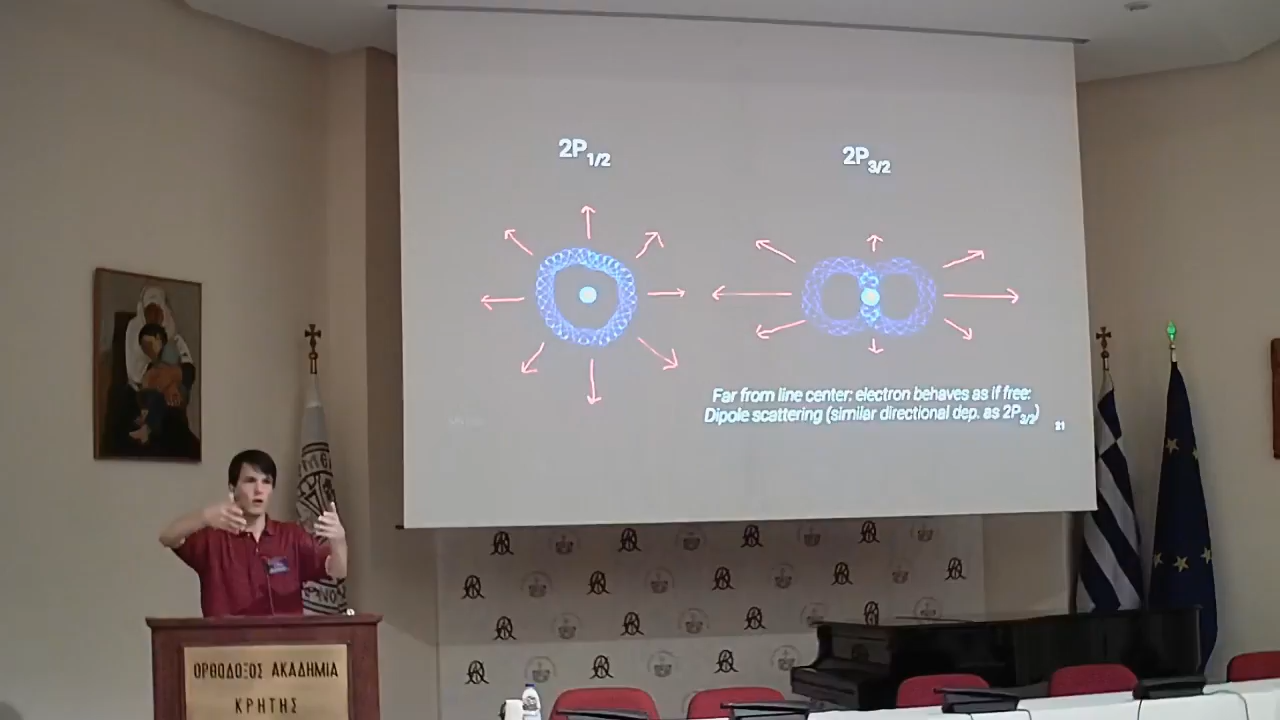 2P1/2
2P3/2
Far from line center: electron behaves as if free:
Dipole scattering (similar directional dep. as 2P3/2)
21
ΟΡΘΟΔΟΞΟΣ ΑΚΑΔΗΜΙΑ
ΚΡΗΤΗΣ